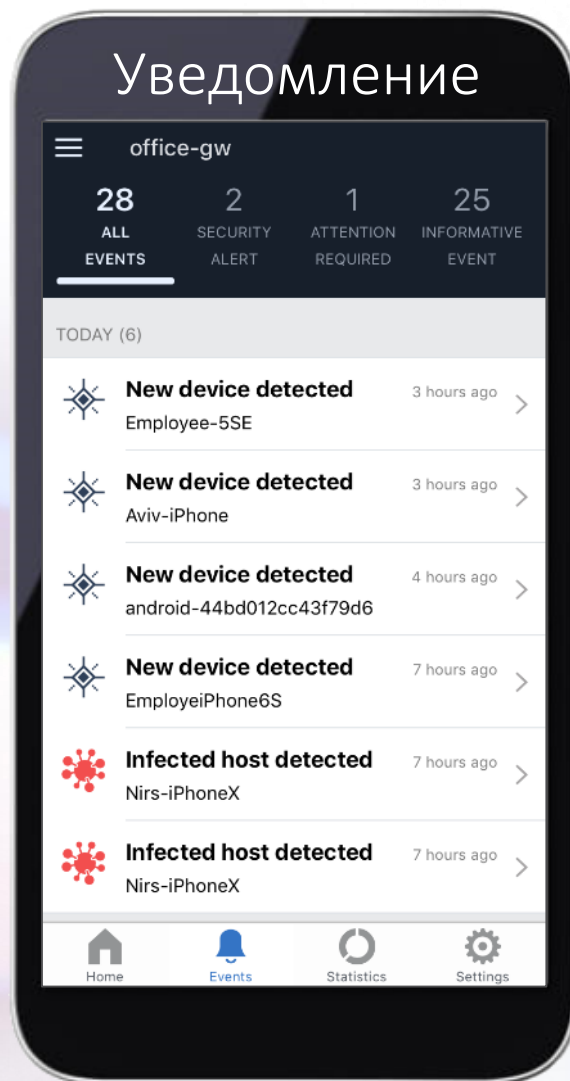 Уведомление
office-gw
28 2 1 25
ALL SECURITY ATTENTION INFORMATIVE
EVENTS ALERT REQUIRED EVENT
TODAY (6)
New device detected 3 hours ago
Employee-5SE
New device detected 3 hours ago
Aviv-iPhone
New device detected 4 hours ago
android-44bd012cc43f79d6
New device detected 7 hours ago
EmployeiPhone6S
Infected host detected 7 hours ago
Nirs-iPhoneX
Infected host detected 7 hours ago
Nirs-iPhoneX
Home Events Statistics Settings